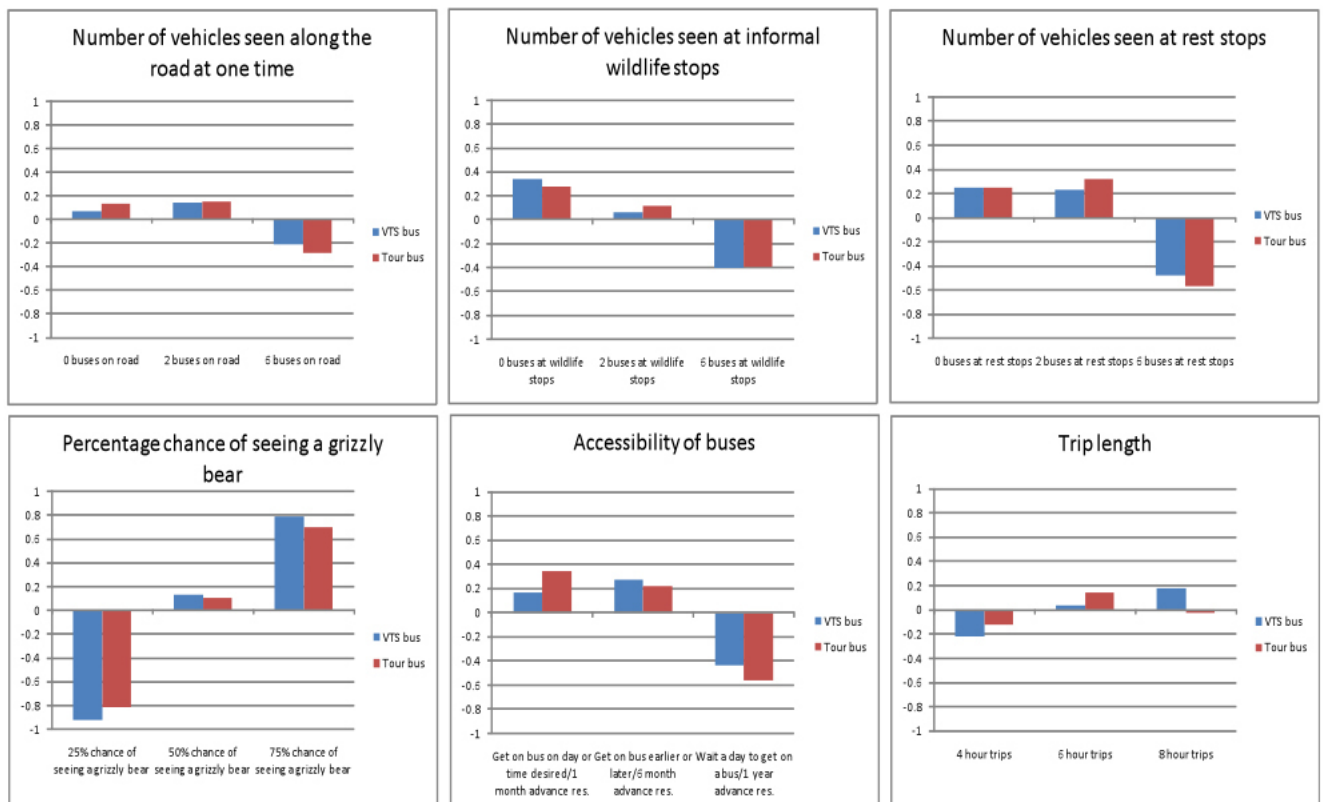 Number of vehicles seen along the
road at one time
1
0.8
0.6
0.4
0.2
0
-0.2
-0.4
-0.6
-0.8
-1
0 buses on road 2 buses on road 6 buses on road
VTS bus
Tour bus
Number of vehicles seen at informal
wildlife stops
1
0.8
0.6
0.4
0.2
0
-0.2
-0.4
-0.6
-0.8
-1
0 buses at wildlife 2 buses at wildlife 6 buses at wildlife
stops stops stops
VTS bus
Tour bus
Number of vehicles seen at rest stops
1
0.8
0.6
0.4
0.2
0
-0.2
-0.4
-0.6
-0.8
-1
0 buses at rest stops 2 buses at rest stops 6 buses at rest stops
VTS bus
Tour bus
Percentage chance of seeing a grizzly
bear
1
0.8
0.6
0.4
0.2
0
-0.2
-0.4
-0.6
-0.8
-1
25% chance of 50% chance of 75% chance of
seeing a grizzly bear seeing a grizzly bear seeing a grizzly bear
VTS bus
Tour bus
Accessibility of buses
1
0.8
0.6
0.4
0.2
0
-0.2
-0.4
-0.6
-0.8
-1
Get on bus on day or Get on bus earlier or Wait a day to get on
time desired/1 later/6 month a bus/1 year
month advance res. advance res. advance res.
VTS bus
Tour bus
Trip length
1
0.8
0.6
0.4
0.2
0
-0.2
-0.4
-0.6
-0.8
-1
4 hour trips 6 hour trips 8 hour trips
VTS bus
Tour bus